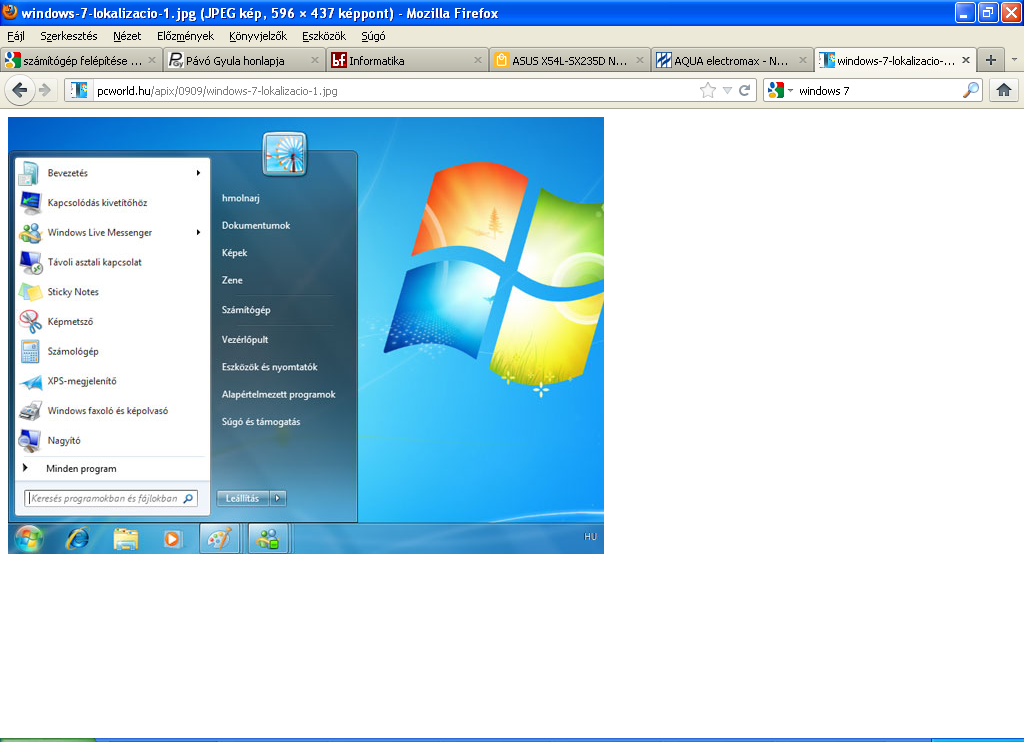 windows-7-lokalizacio-1.jpg (JPEG kép, 596 × 437 képpont) - Mozilla Firefox
Fájl Szerkesztés Nézet Előzmények Könyvjelzők Eszközök Súgó
számítógép felépítése ... Pávó Gyula honlapja Informatika ASUS X54L-SX235D N... AQUA electromax - N... windows-7-lokalizacio-...
pcworld.hu/apix/0909/windows-7-lokalizacio-1.jpg windows 7
Bevezetés
Kapcsolódás kivetítőhöz
Windows Live Messenger
Távoli asztali kapcsolat
Sticky Notes
Képmetsző
Számológép
XPS-megjelenítő
Windows faxoló és képolvasó
Nagyító
Minden program
Keresés programokban és fájlokban
hmolnarj
Dokumentumok
Képek
Zene
Számítógép
Vezérlőpult
Eszközök és nyomtatók
Alapértelmezett programok
Súgó és támogatás
Leállítás
HU